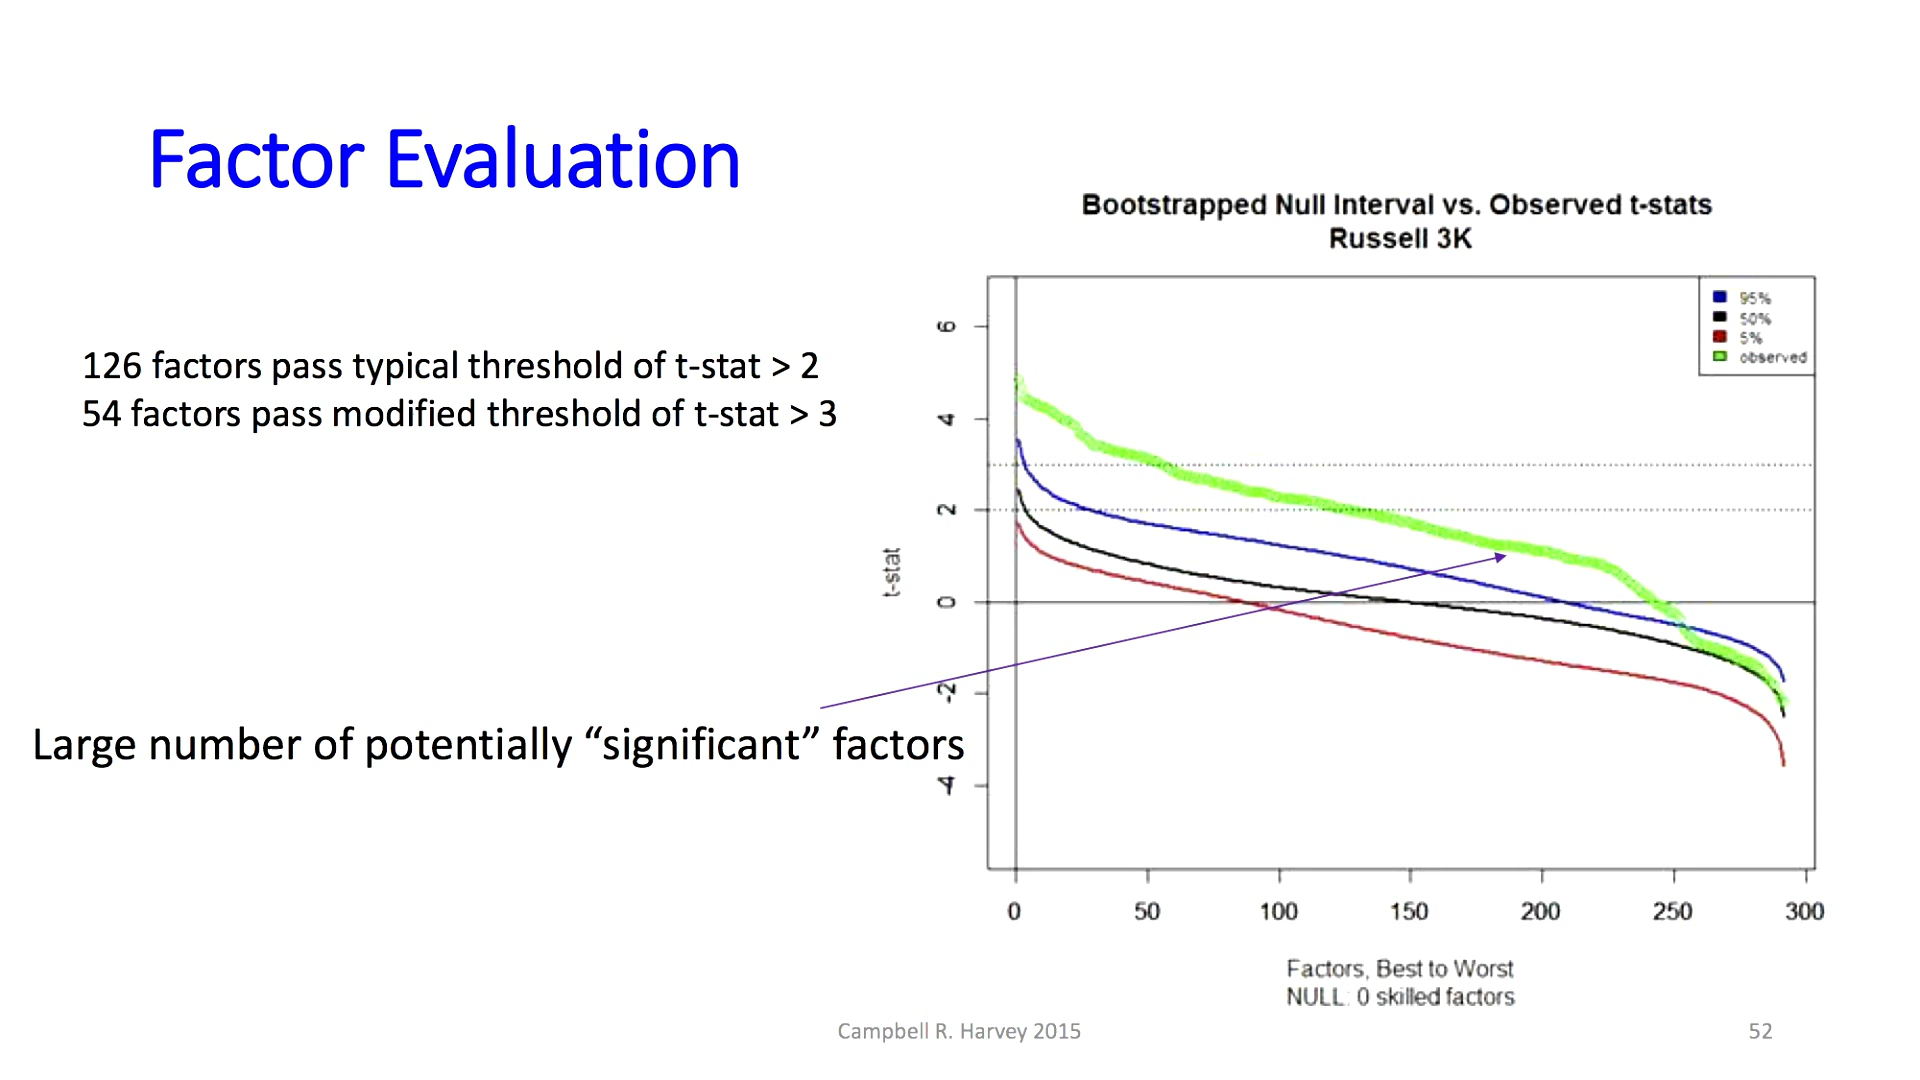 Factor Evaluation
126 factors pass typical threshold of t-stat > 2
54 factors pass modified threshold of t-stat > 3
Large number of potentially “significant” factors
Bootstrapped Null Interval vs. Observed t-stats
Russell 3K
95%
50%
5%
observed
t-stat
6
4
2
0
-2
-4
0 50 100 150 200 250 300
Factors, Best to Worst
NULL: 0 skilled factors
Campbell R. Harvey 2015
52